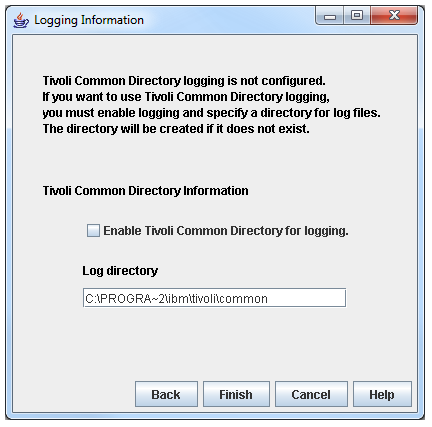 Logging Information
Tivoli Common Directory logging is not configured.
If you want to use Tivoli Common Directory logging,
you must enable logging and specify a directory for log files.
The directory will be created if it does not exist.
Tivoli Common Directory Information
Enable Tivoli Common Directory for logging.
Log directory
C:\PROGRA~2\ibm\tivoli\common
Back Finish Cancel Help